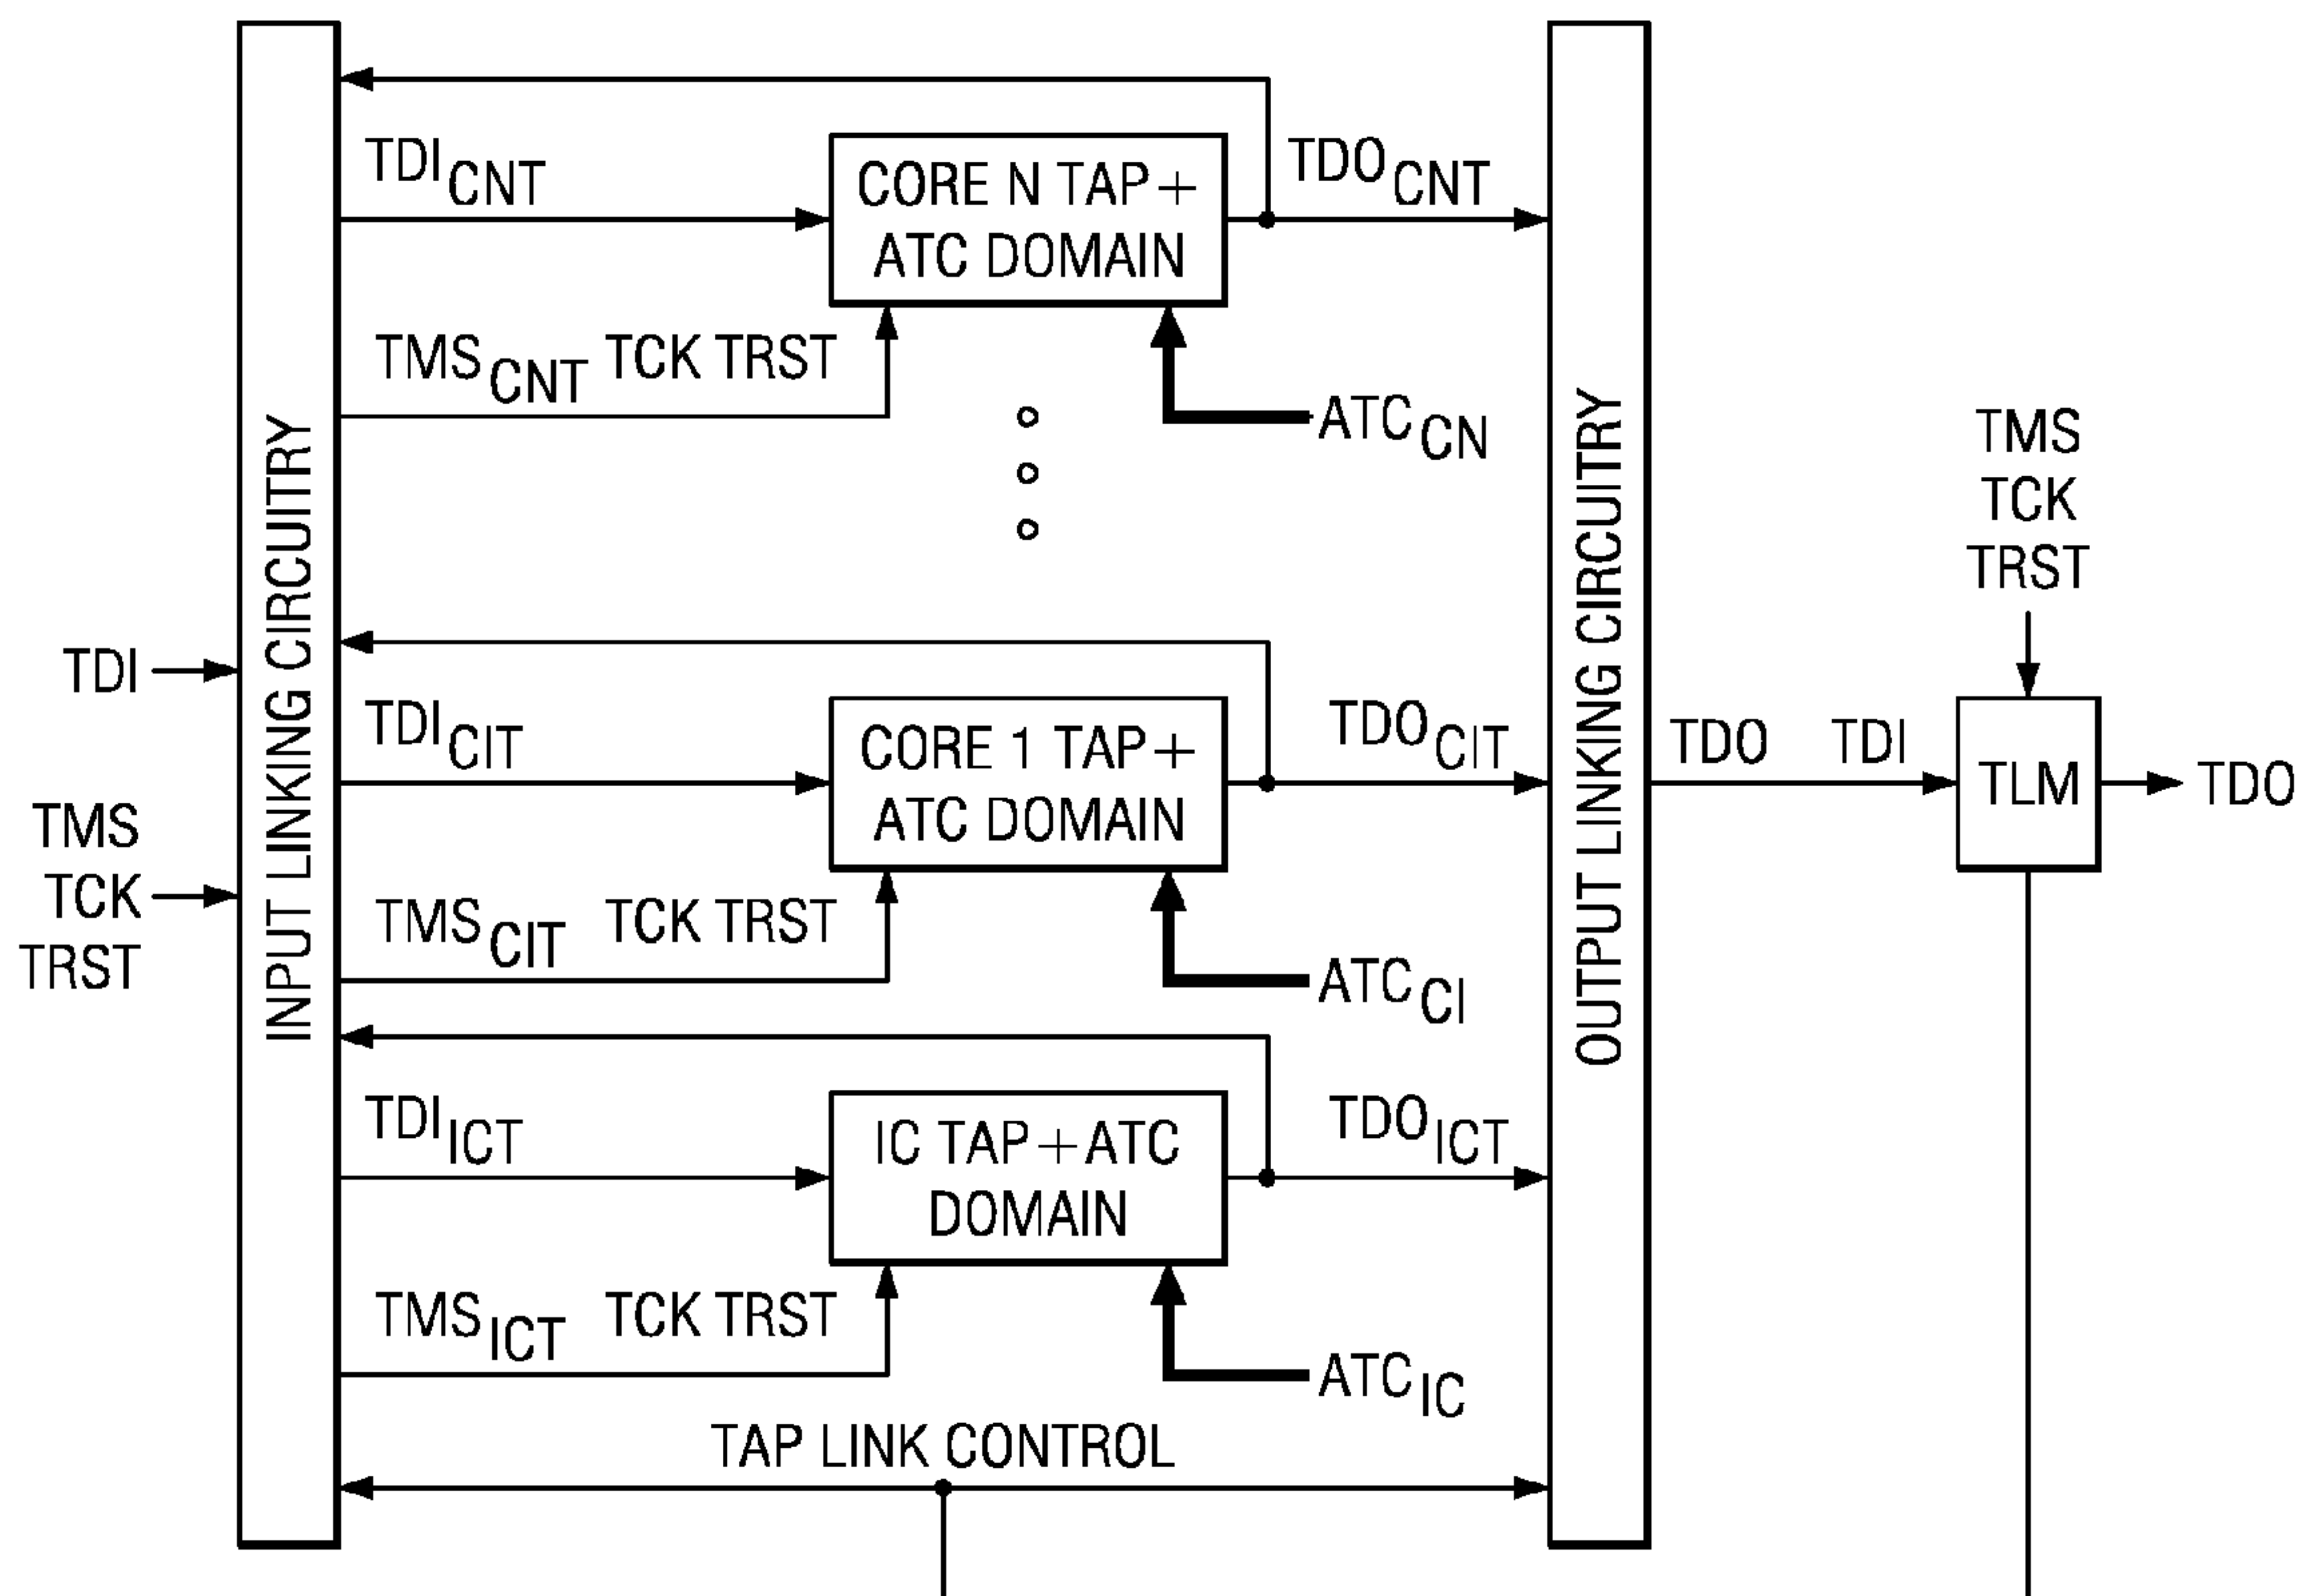 INPUT LINKING CIRCUITRY
OUTPUT LINKING CIRCUITRY
TDI
TMS
TCK
TRST
TDICNT
CORE N TAP+
ATC DOMAIN
TDOCNT
TMSCNT TCK TRST
ATCCN
TDICIT
CORE 1 TAP+
ATC DOMAIN
TDOCIT
TMSCIT TCK TRST
ATCCI
TDIICT
IC TAP+ATC
DOMAIN
TDOICT
TMSICT TCK TRST
ATCIC
TAP LINK CONTROL
TDO
TDI
TMS
TCK
TRST
TLM
TDO